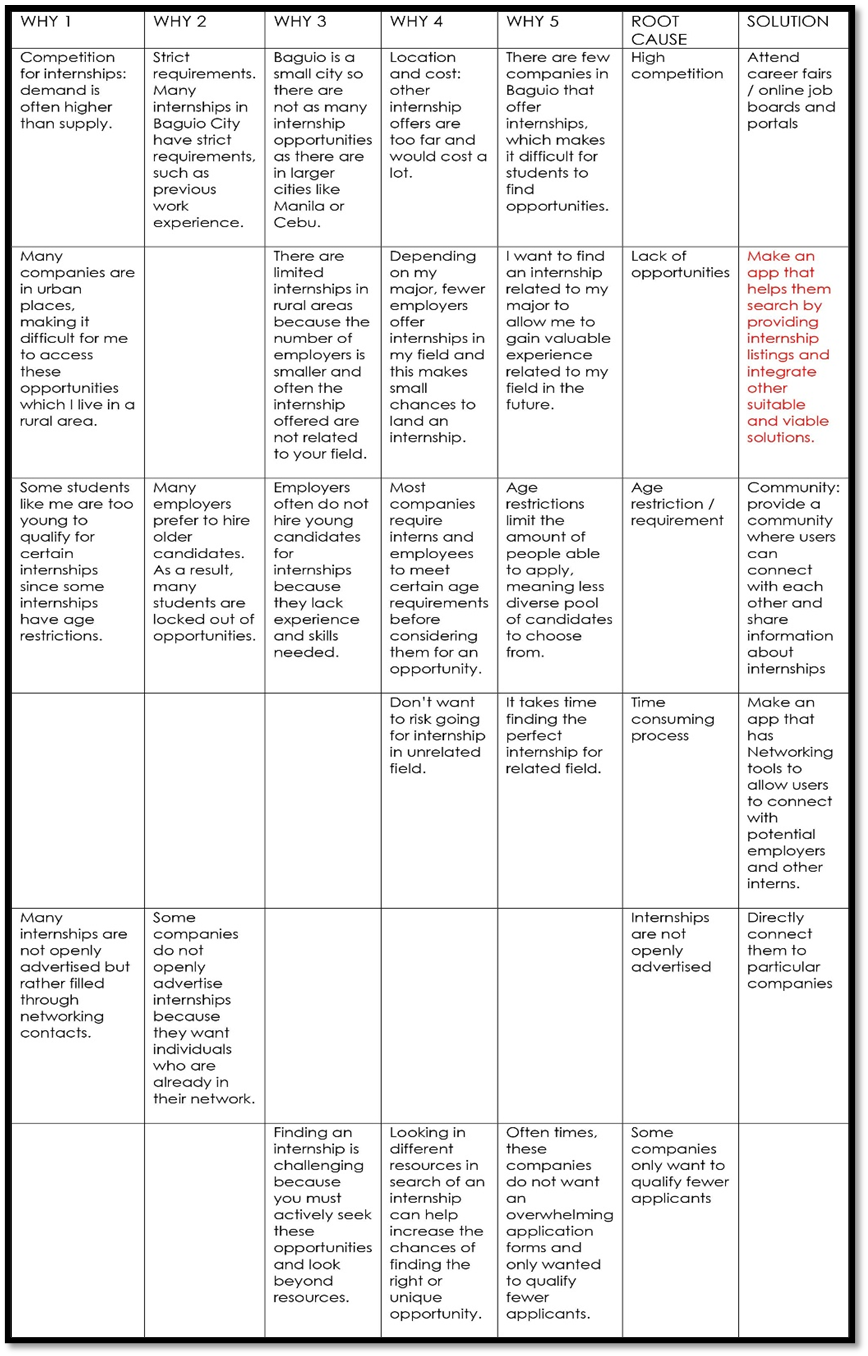 WHY 1
WHY 2
WHY 3
WHY 4
WHY 5
ROOT
CAUSE
SOLUTION
Competition
for internships:
demand is
often higher
than supply.
Strict
requirements.
Many
internships in
Baguio City
have strict
requirements,
such as
previous
work
experience.
Baguio is a
small city so
there are
not as many
internship
opportunities
as there are
in larger
cities like
Manila or
Cebu.
Location
and cost:
other
internship
offers are
too far and
would cost a
lot.
There are few
companies in
Baguio that
offer
internships,
which makes
it difficult for
students to
find
opportunities.
High
competition
Attend
career fairs
/ online job
boards and
portals
Many
companies are
in urban
places,
making it
difficult for me
to access
these
opportunities
which I live in a
rural area.
There are
limited
internships in
rural areas
because the
number of
employers is
smaller and
often the
internship
offered are
not related
to your field.
Depending
on my
major, fewer
employers
offer
internships in
my field and
this makes
small
chances to
land an
internship.
I want to find
an internship
related to my
major to
allow me to
gain valuable
experience
related to my
field in the
future.
Lack of
opportunities
Make an
app that
helps them
search by
providing
internship
listings and
integrate
other
suitable
and viable
solutions.
Some students
like me are too
young to
qualify for
certain
internships
since some
internships
have age
restrictions.
Many
employers
prefer to hire
older
candidates.
As a result,
many
students are
locked out of
opportunities.
Employers
often do not
hire young
candidates
for
internships
because
they lack
experience
and skills
needed.
Most
companies
require
interns and
employees
to meet
certain age
requirements
before
considering
them for an
opportunity.
Age
restrictions
limit the
amount of
people able
to apply,
meaning less
diverse pool
of candidates
to choose
from.
Age
restriction /
requirement
Community:
provide a
community
where users
can
connect
with each
other and
share
information
about
internships
Don't want
to risk going
for internship
in unrelated
field.
It takes time
finding the
perfect
internship for
related field.
Time
consuming
process
Make an
app that
has
Networking
tools to
allow users
to connect
with
potential
employers
and other
interns.
Many
internships are
not openly
advertised but
rather filled
through
networking
contacts.
Some
companies
do not
openly
advertise
internships
because
they want
individuals
who are
already in
their network.
Internships
are not
openly
advertised
Directly
connect
them to
particular
companies
Finding an
internship is
challenging
because
you must
actively seek
these
opportunities
and look
beyond
resources.
Looking in
different
resources in
search of an
internship
can help
increase the
chances of
finding the
right or
unique
opportunity.
Often times,
these
companies
do not want
an
overwhelming
application
forms and
only wanted
to qualify
fewer
applicants.
Some
companies
only want to
qualify fewer
applicants